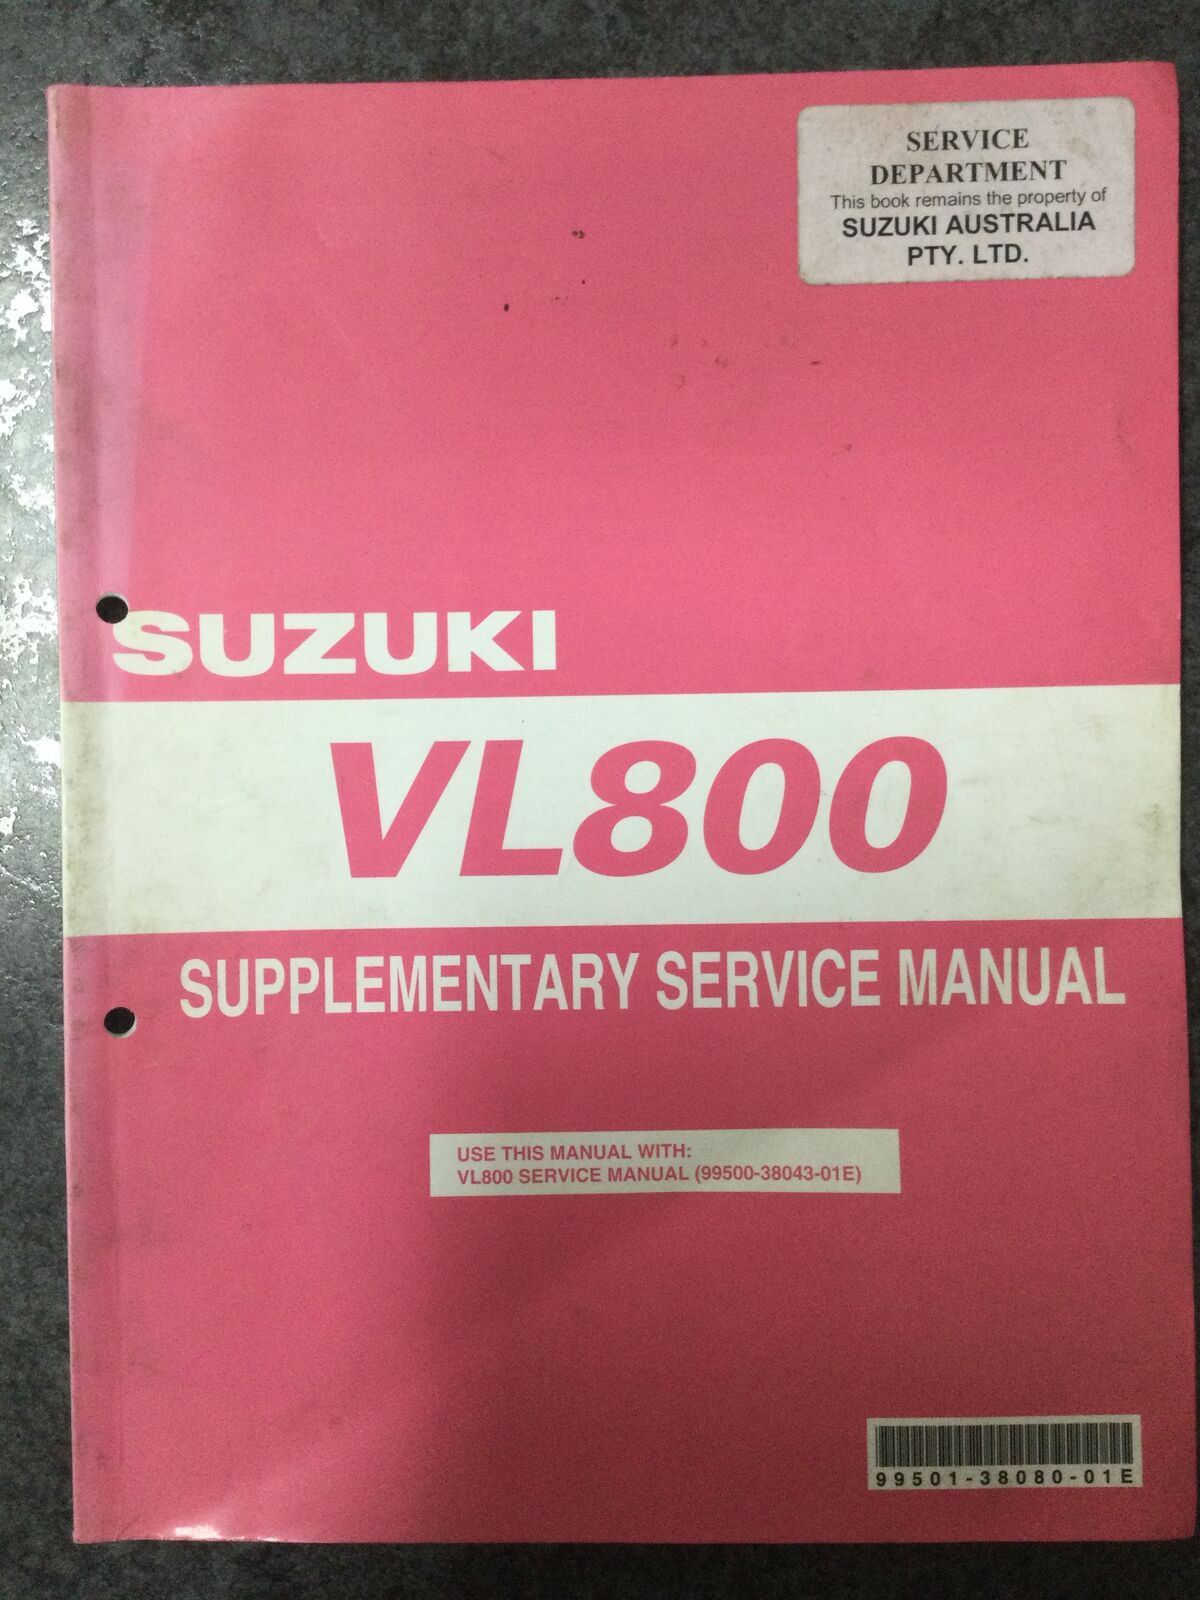 SERVICE
DEPARTMENT
This book remains the property of
SUZUKI AUSTRALIA
PTY. LTD.
SUZUKI
VL800
SUPPLEMENTARY SERVICE MANUAL
USE THIS MANUAL WITH:
VL800 SERVICE MANUAL (99500-38043-01E)
99501-38080-01E